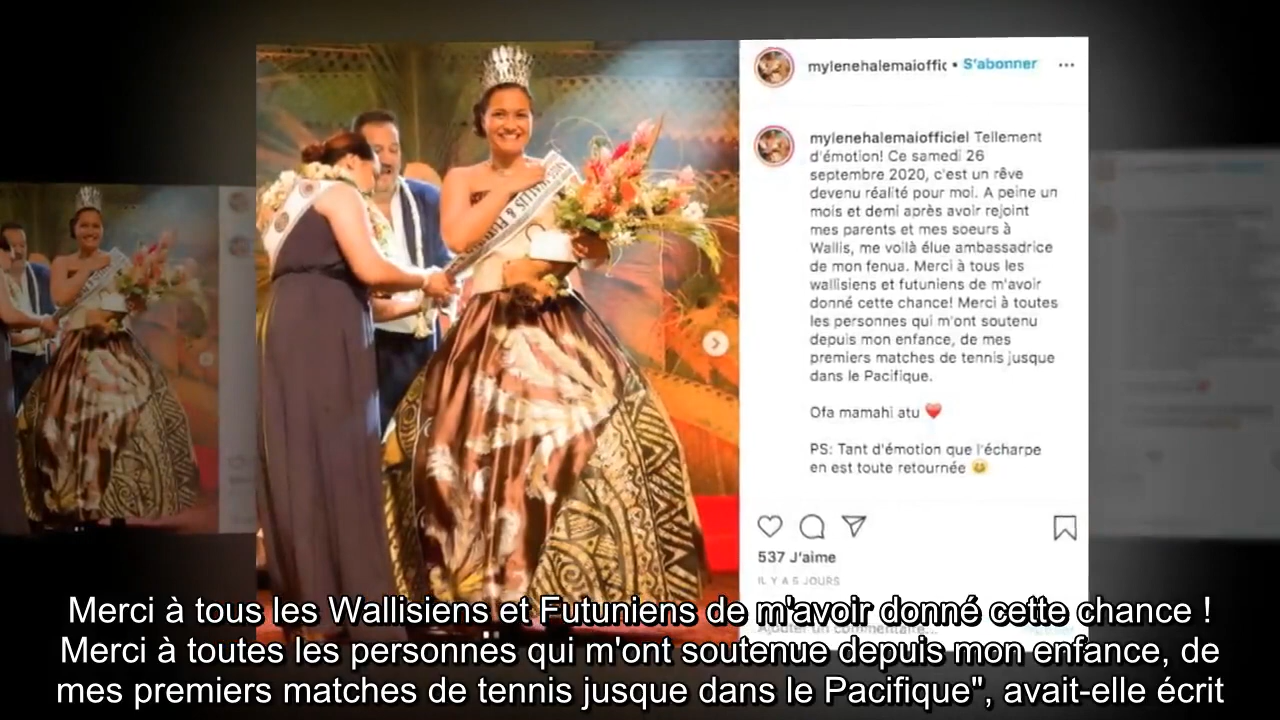 mylenehalemaioffic • S'abonner
mylenehalemaiofficiel Tellement
d'émotion! Ce samedi 26
septembre 2020, c'est un rêve
devenu réalité pour moi. A peine un
mois et demi après avoir rejoint
mes parents et mes soeurs à
Wallis, me voilà élue ambassadrice
de mon fenua. Merci à tous les
wallisiens et futuniens de m'avoir
donné cette chance! Merci à toutes
les personnes qui m'ont soutenu
depuis mon enfance, de mes
premiers matches de tennis jusque
dans le Pacifique.
Ofa mamahi atu ❤️
PS: Tant d'émotion que l'écharpe
en est toute retournée 😂
537 J'aime
IL Y A 5 JOURS
Ajouter un commentaire...
Merci à tous les Wallisiens et Futuniens de m'avoir donné cette chance !
Merci à toutes les personnes qui m'ont soutenue depuis mon enfance, de
mes premiers matches de tennis jusque dans le Pacifique", avait-elle écrit